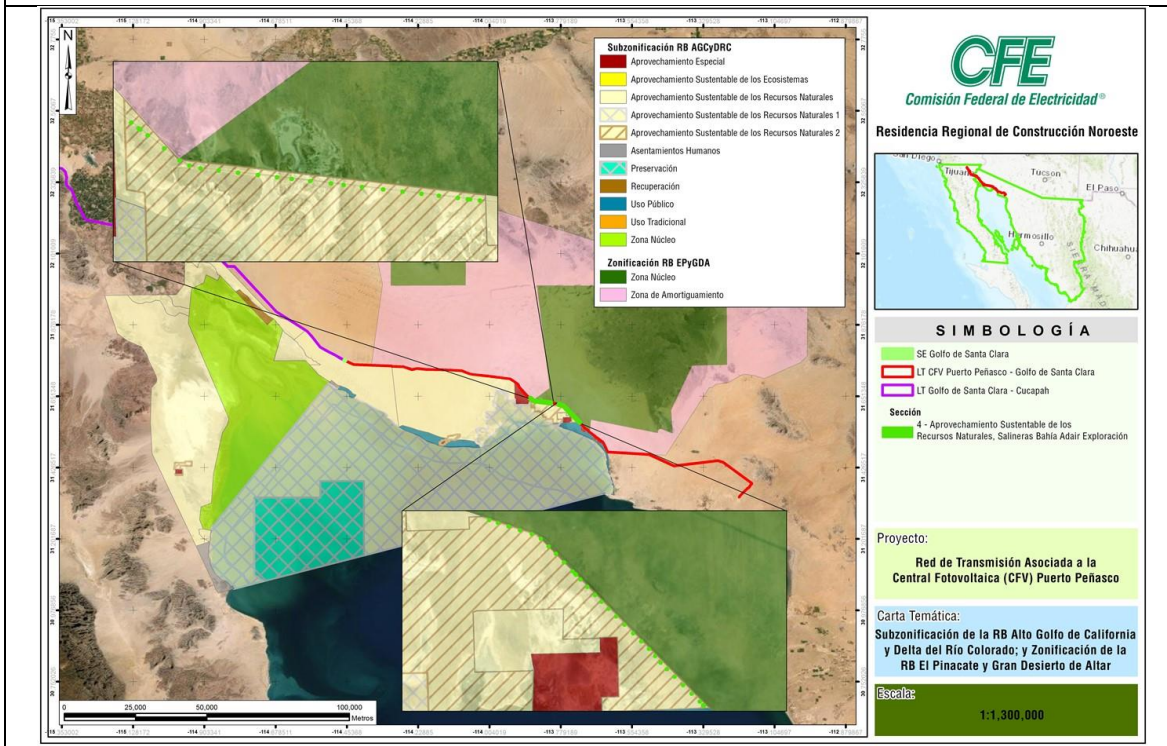 N
Subzonificación RB AGCyDRC
Aprovechamiento Especial
Aprovechamiento Sustentable de los Ecosistemas
Aprovechamiento Sustentable de los Recursos Naturales
Aprovechamiento Sustentable de los Recursos Naturales 1
Aprovechamiento Sustentable de los Recursos Naturales 2
Asentamientos Humanos
Preservación
Recuperación
Uso Público
Uso Tradicional
Zona Núcleo
Zonificación RB EPyGDA
Zona Núcleo
Zona de Amortiguamiento
0 25,000 50,000 100,000
Metros
CFE
Comisión Federal de Electricidad®
Residencia Regional de Construcción Noroeste
San Diego
Tijuana
Tucson
El Paso
Hermosillo
Chihuahua
SIERRA MAD
SIMBOLOGÍA
SE Golfo de Santa Clara
LT CFV Puerto Peñasco - Golfo de Santa Clara
LT Golfo de Santa Clara - Cucapah
Sección
4 - Aprovechamiento Sustentable de los
Recursos Naturales, Salineras Bahía Adair Exploración
Proyecto:
Red de Transmisión Asociada a la
Central Fotovoltaica (CFV) Puerto Peñasco
Carta Temática:
Subzonificación de la RB Alto Golfo de California
y Delta del Río Colorado; y Zonificación de la
RB El Pinacate y Gran Desierto de Altar
Escala:
1:1,300,000